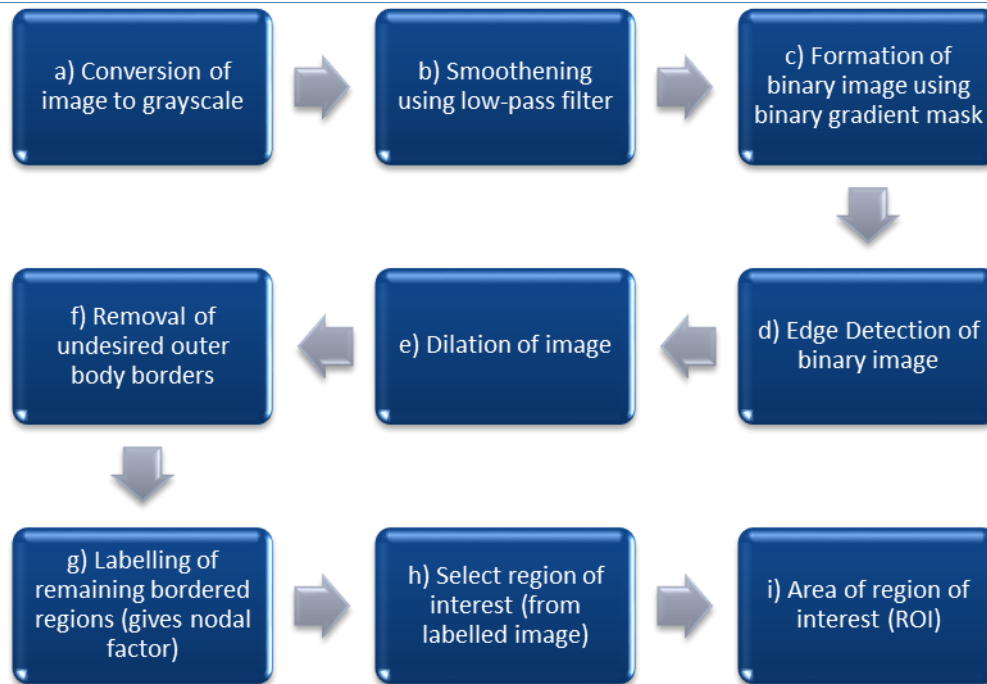 a) Conversion of
image to grayscale
b) Smoothening
using low-pass filter
c) Formation of
binary image using
binary gradient mask
d) Edge Detection of
binary image
e) Dilation of image
f) Removal of
undesired outer
body borders
g) Labelling of
remaining bordered
regions (gives nodal
factor)
h) Select region of
interest (from
labelled image)
i) Area of region of
interest (ROI)